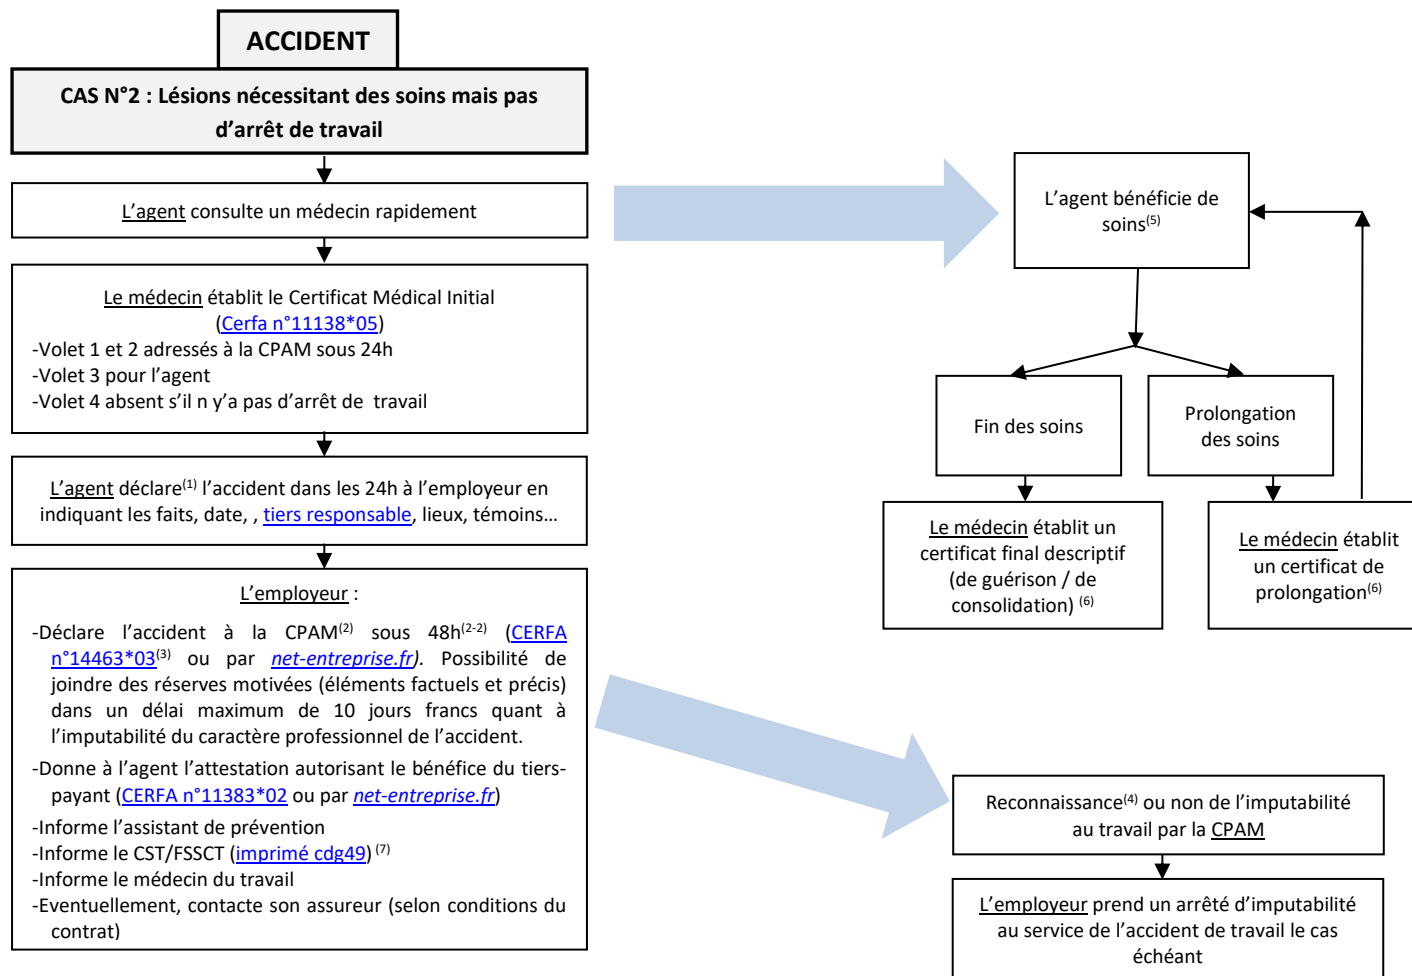 ACCIDENT
CAS N°2 : Lésions nécessitant des soins mais pas
d'arrêt de travail
L'agent consulte un médecin rapidement
Le médecin établit le Certificat Médical Initial
(Cerfa n°11138*05)
-Volet 1 et 2 adressés à la CPAM sous 24h
-Volet 3 pour l'agent
-Volet 4 absent s'il n y'a pas d'arrêt de travail
L'agent déclare(1) l'accident dans les 24h à l'employeur en
indiquant les faits, date, , tiers responsable, lieux, témoins…
L'employeur :
-Déclare l'accident à la CPAM(2) sous 48h(2-2) (CERFA
n°14463*03(3) ou par net-entreprise.fr). Possibilité de
joindre des réserves motivées (éléments factuels et précis)
dans un délai maximum de 10 jours francs quant à
l'imputabilité du caractère professionnel de l'accident.
-Donne à l'agent l'attestation autorisant le bénéfice du tiers-
payant (CERFA n°11383*02 ou par net-entreprise.fr)
-Informe l'assistant de prévention
-Informe le CST/FSSCT (imprimé cdg49) (7)
-Informe le médecin du travail
-Eventuellement, contacte son assureur (selon conditions du
contrat)
L'agent bénéficie de
soins(5)
Fin des soins
Prolongation
des soins
Le médecin établit un
certificat final descriptif
(de guérison / de
consolidation) (6)
Le médecin établit
un certificat de
prolongation(6)
Reconnaissance(4) ou non de l'imputabilité
au travail par la CPAM
L'employeur prend un arrêté d'imputabilité
au service de l'accident de travail le cas
échéant